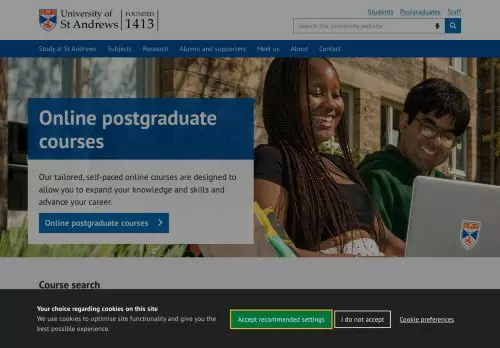 Students Postgraduates Staff
University of St Andrews FOUNDED 1413
Search the University website
Study at St Andrews Subjects Research Alumni and supporters Meet us About Contact
Online postgraduate
courses
Our tailored, self-paced online courses are designed to
allow you to expand your knowledge and skills and
advance your career.
Online postgraduate courses
Course search
Your choice regarding cookies on this site
We use cookies to optimise site functionality and give you the
best possible experience.
Accept recommended settings
I do not accept
Cookie preferences